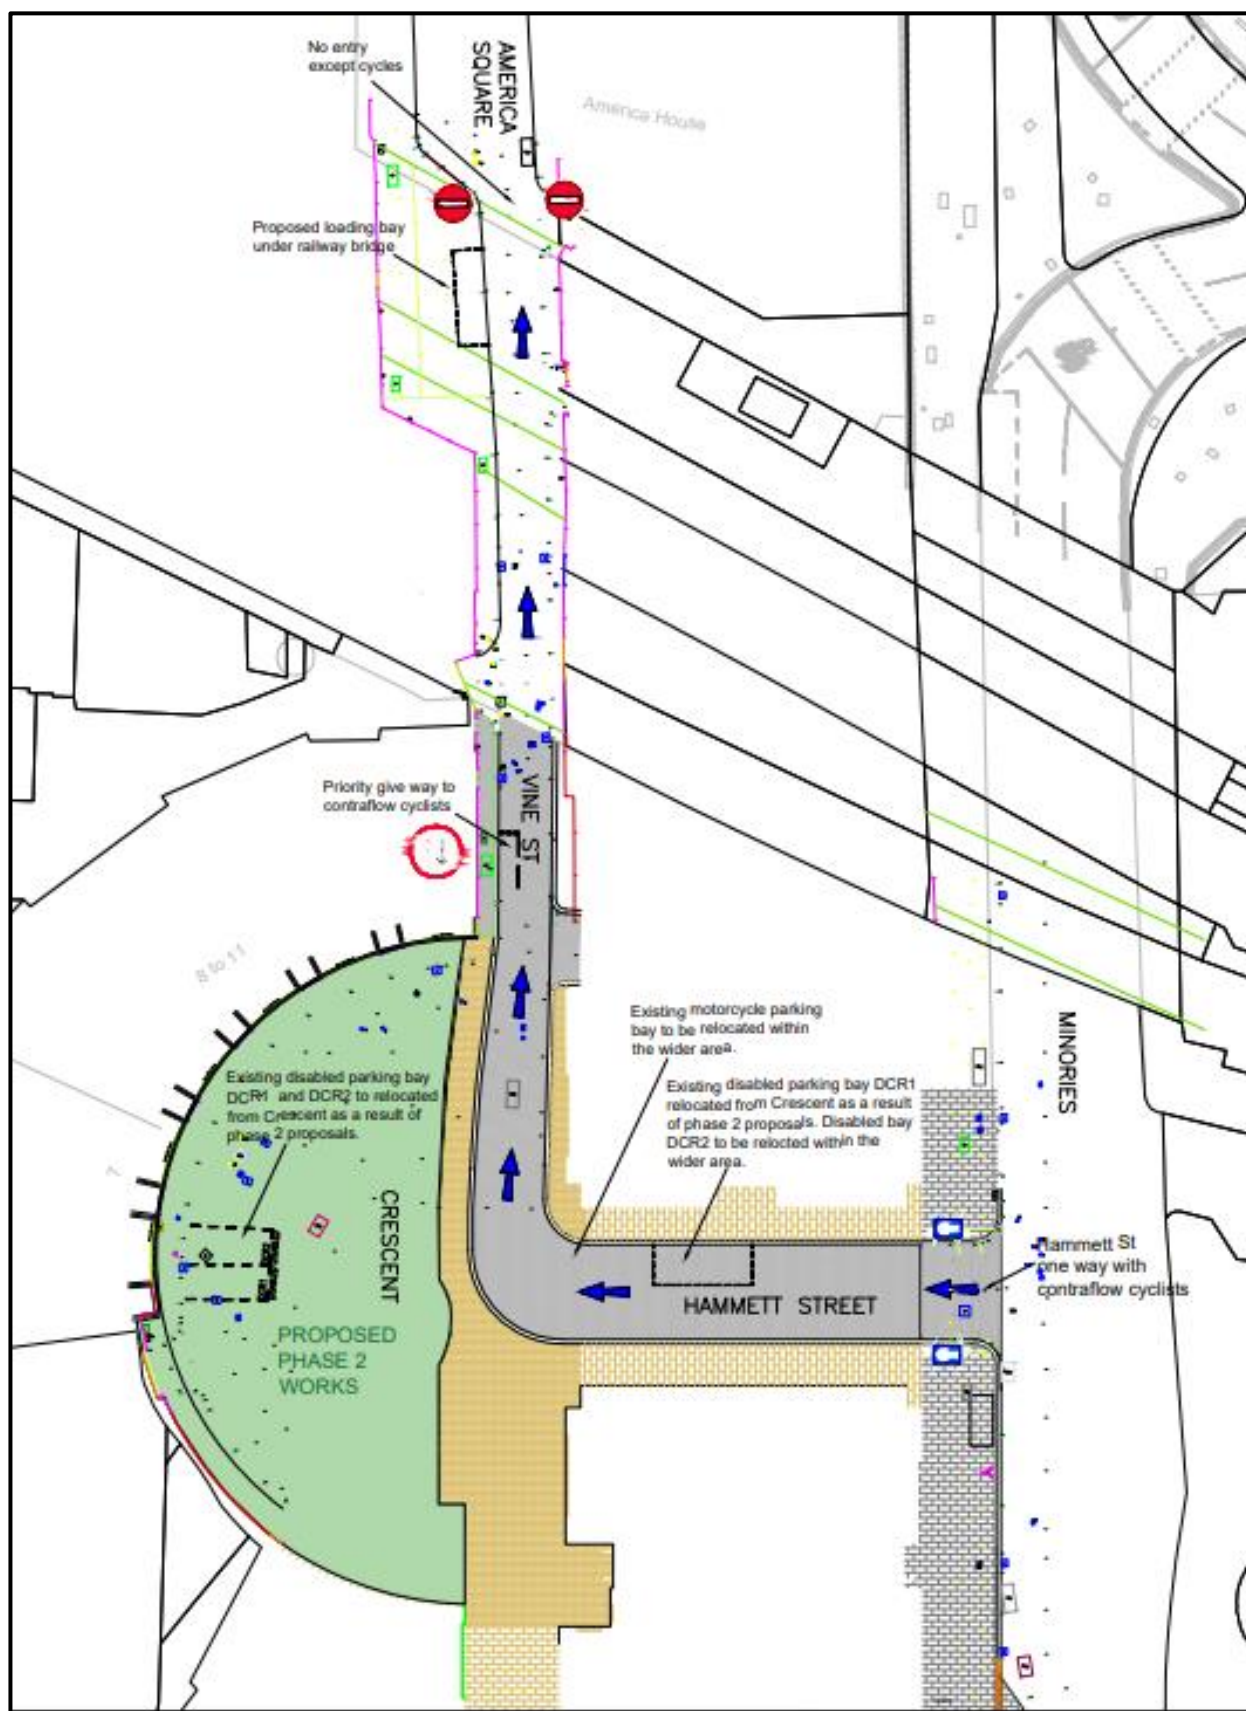 No entry
except cycles
AMERICA
SQUARE
America House
Proposed loading bay
under railway bridge
Priority give way to
contraflow cyclists
VINE ST
8 to 11
Existing motorcycle parking
bay to be relocated within
the wider area.
MINORIES
Existing disabled parking bay
DCR1 and DCR2 to relocated
from Crescent as a result of
phase 2 proposals.
Existing disabled parking bay DCR1
relocated from Crescent as a result
of phase 2 proposals. Disabled bay
DCR2 to be relocted within the
wider area.
7
CRESCENT
Hammett St
one way with
contraflow cyclists
HAMMETT STREET
PROPOSED
PHASE 2
WORKS